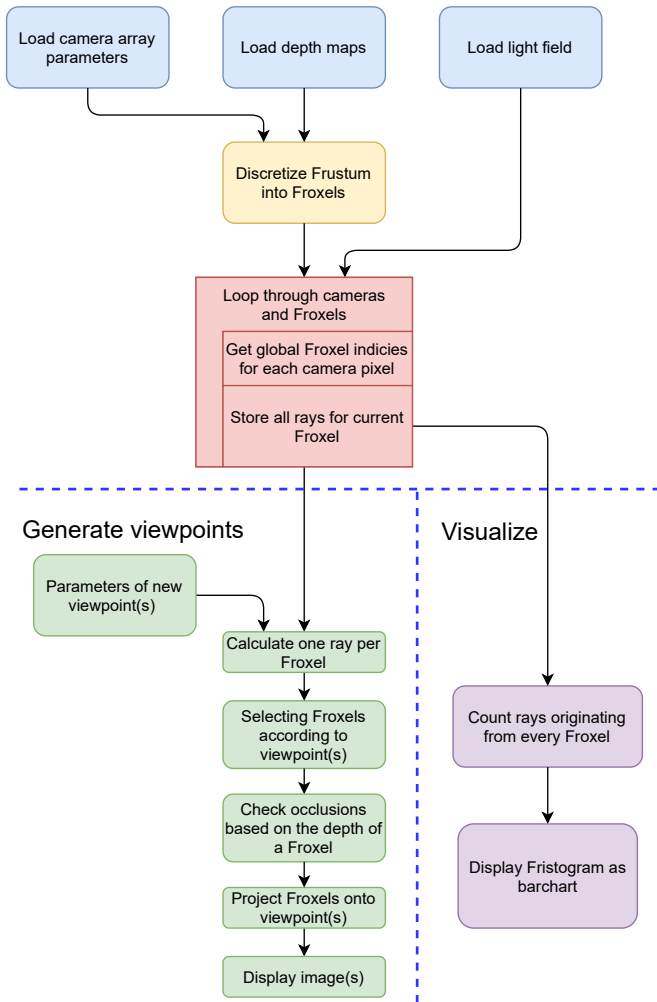 Load camera array
parameters
Load depth maps
Load light field
Discretize Frustum
into Froxels
Loop through cameras
and Froxels
Get global Froxel indicies
for each camera pixel
Store all rays for current
Froxel
Generate viewpoints
Visualize
Parameters of new
viewpoint(s)
Calculate one ray per
Froxel
Selecting Froxels
according to
viewpoint(s)
Check occlusions
based on the depth of
a Froxel
Project Froxels onto
viewpoint(s)
Display image(s)
Count rays originating
from every Froxel
Display Fristogram as
barchart